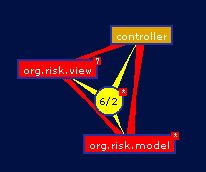 controller
org.risk.view
?
6/2
*
org.risk.model
*